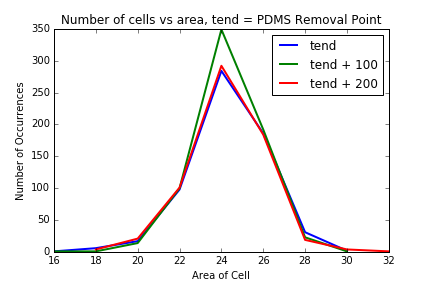 Number of cells vs area, tend = PDMS Removal Point
350
300
250
200
150
100
50
0
Number of Occurrences
tend
tend + 100
tend + 200
16 18 20 22 24 26 28 30 32
Area of Cell